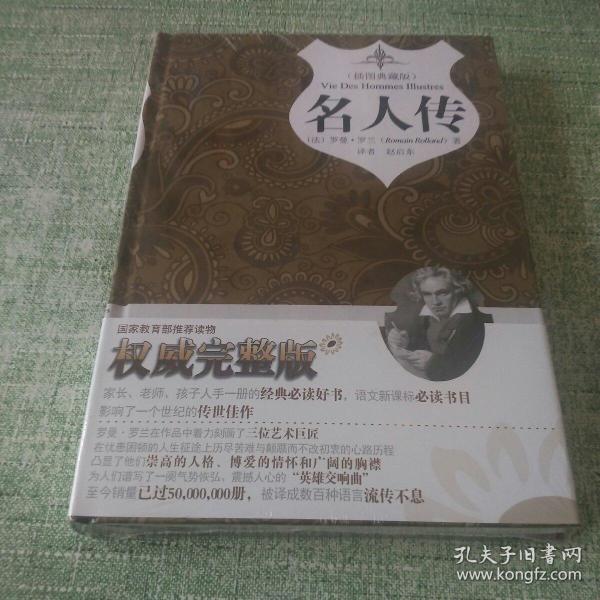 (插图典藏版)
Vie Des Hommes Illustres
名人传
(法)罗曼·罗兰(Romain Rolland)著
译者 赵启东
国家教育部推荐读物
权威完整版
家长、老师、孩子人手一册的经典必读好书,语文新课标必读书目
影响了一个世纪的传世佳作
罗曼·罗兰在作品中着力刻画了三位艺术巨匠
在忧患困顿的人生征途上历尽苦难与颠踬而不改初衷的心路历程
凸显了他们崇高的人格、博爱的情怀和广阔的胸襟
为人们谱写了一阕气势恢弘、震撼人心的“英雄交响曲”
至今销量已过50,000,000册,被译成数百种语言流传不息
孔夫子旧书网
www.kongfz.com